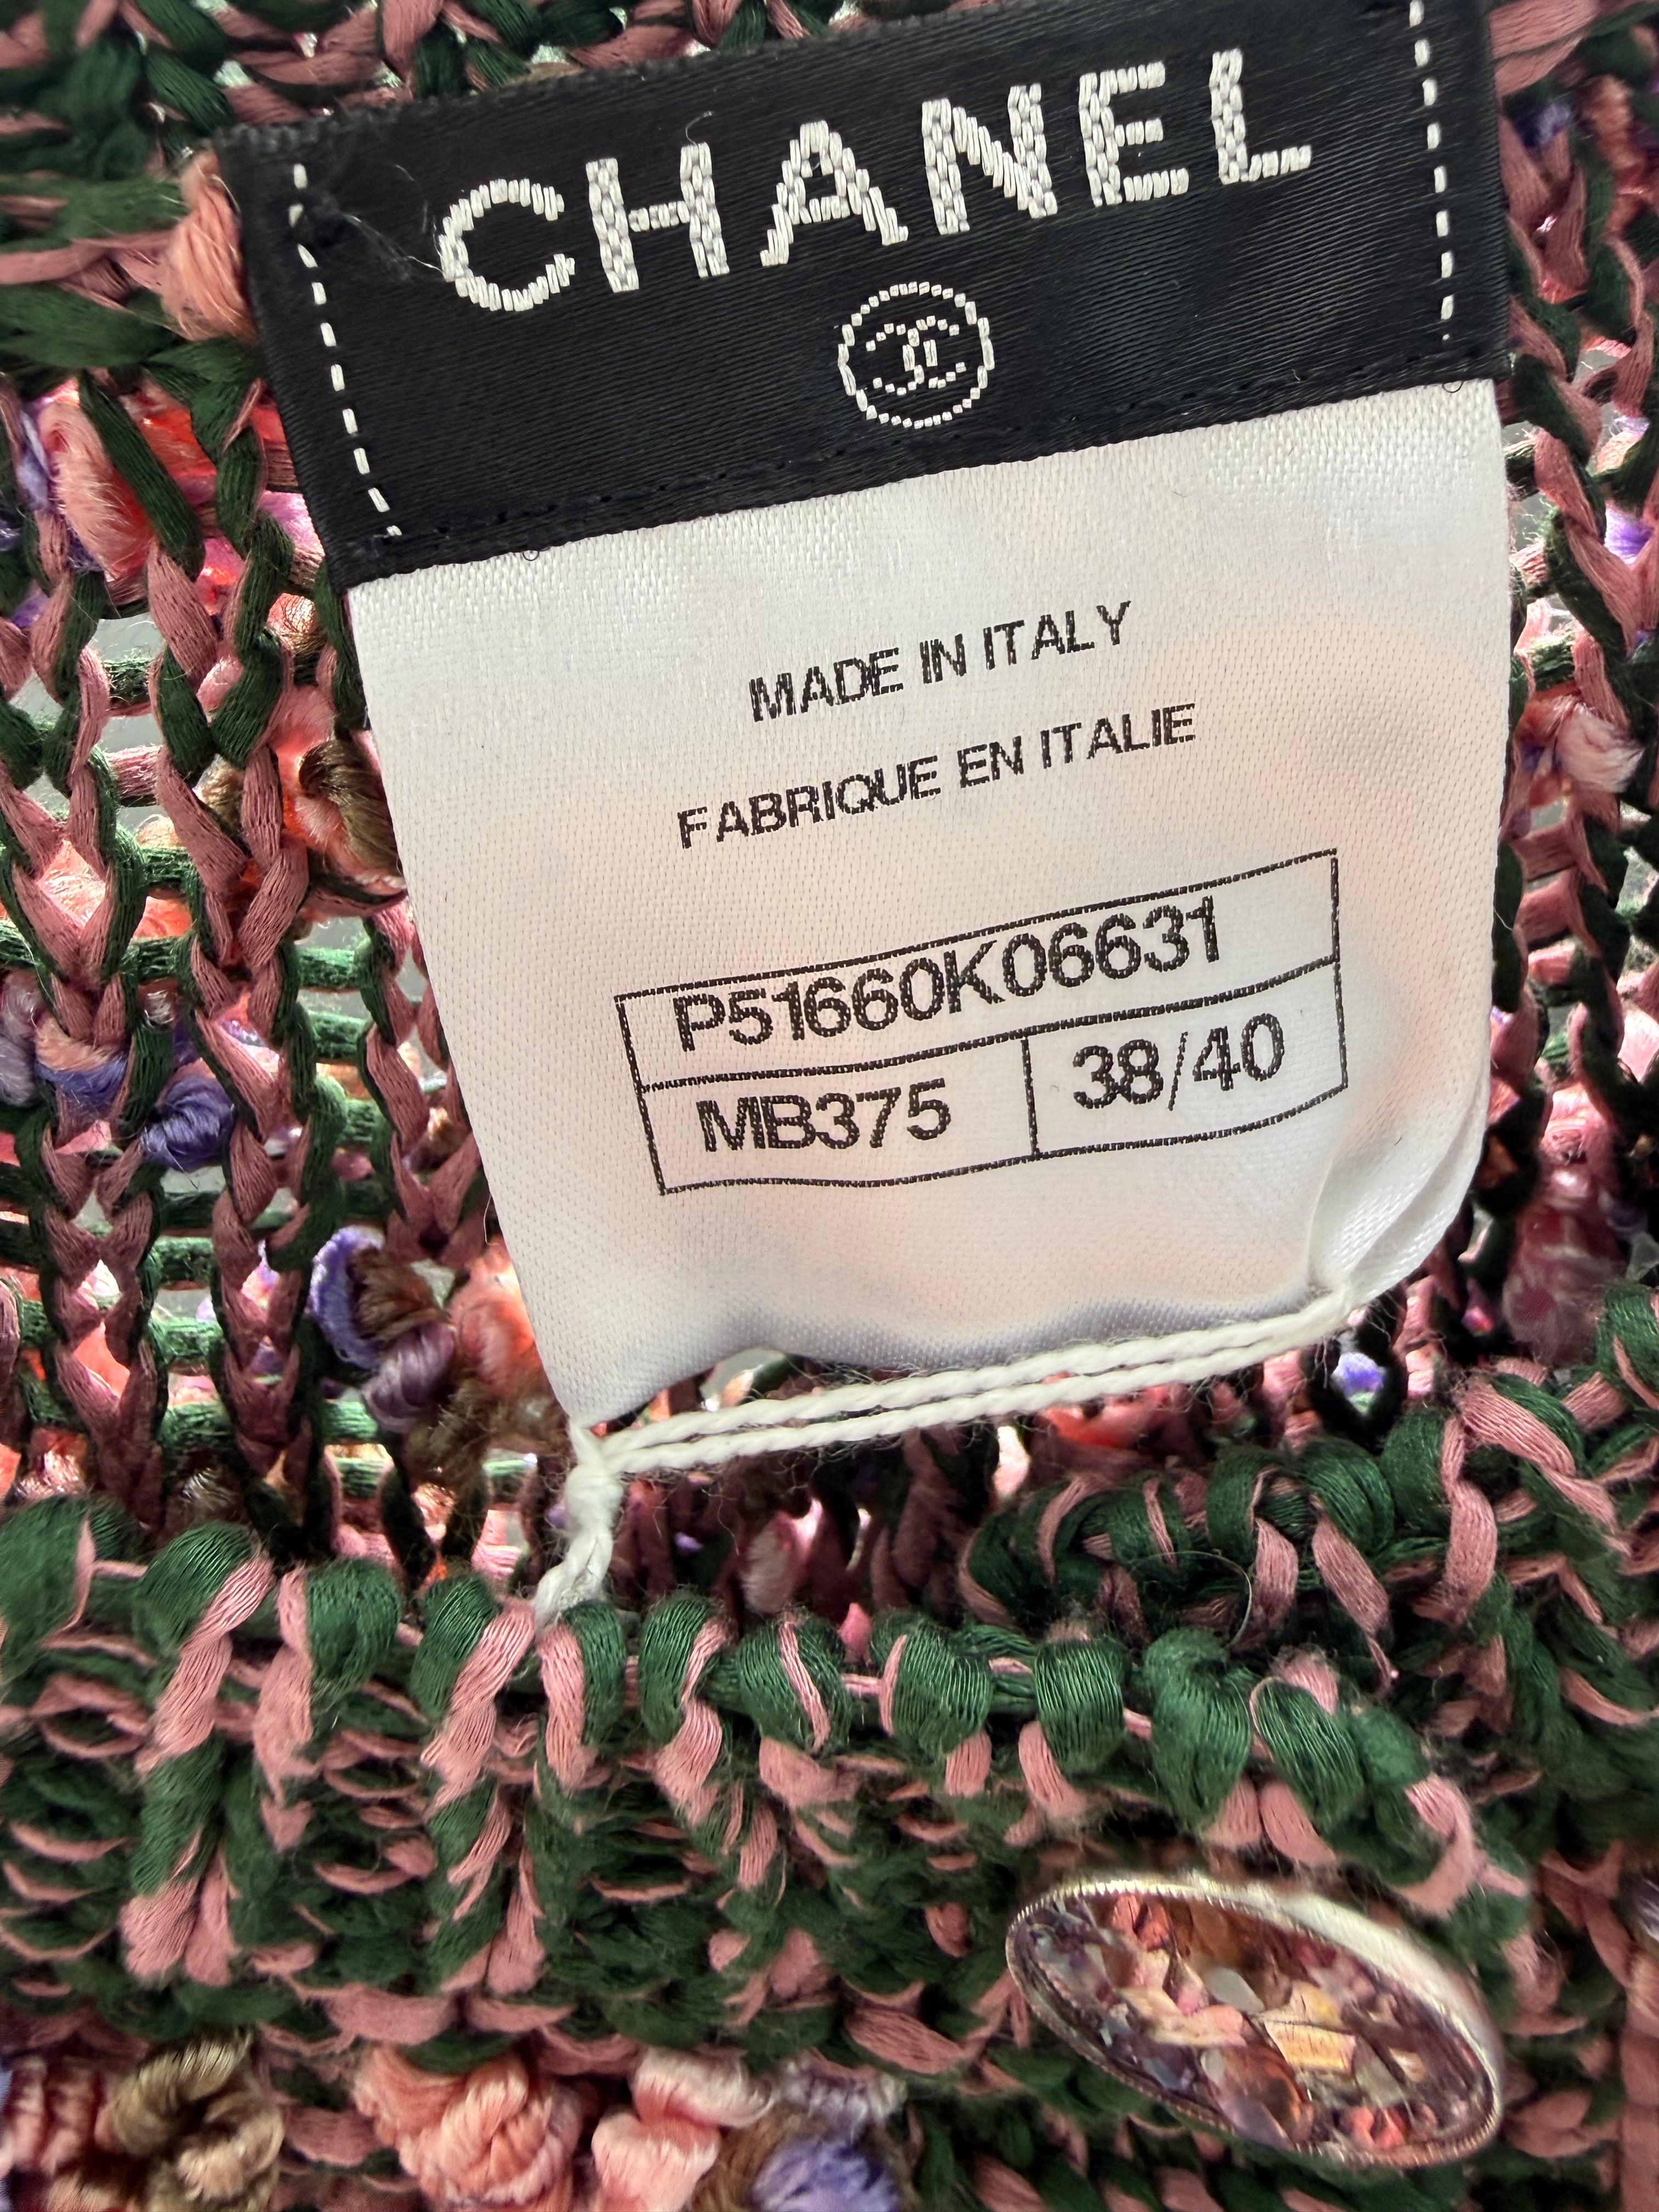 CHANEL
MADE IN ITALY
FABRIQUE EN ITALIE
P51660K06631
MB375 38/40